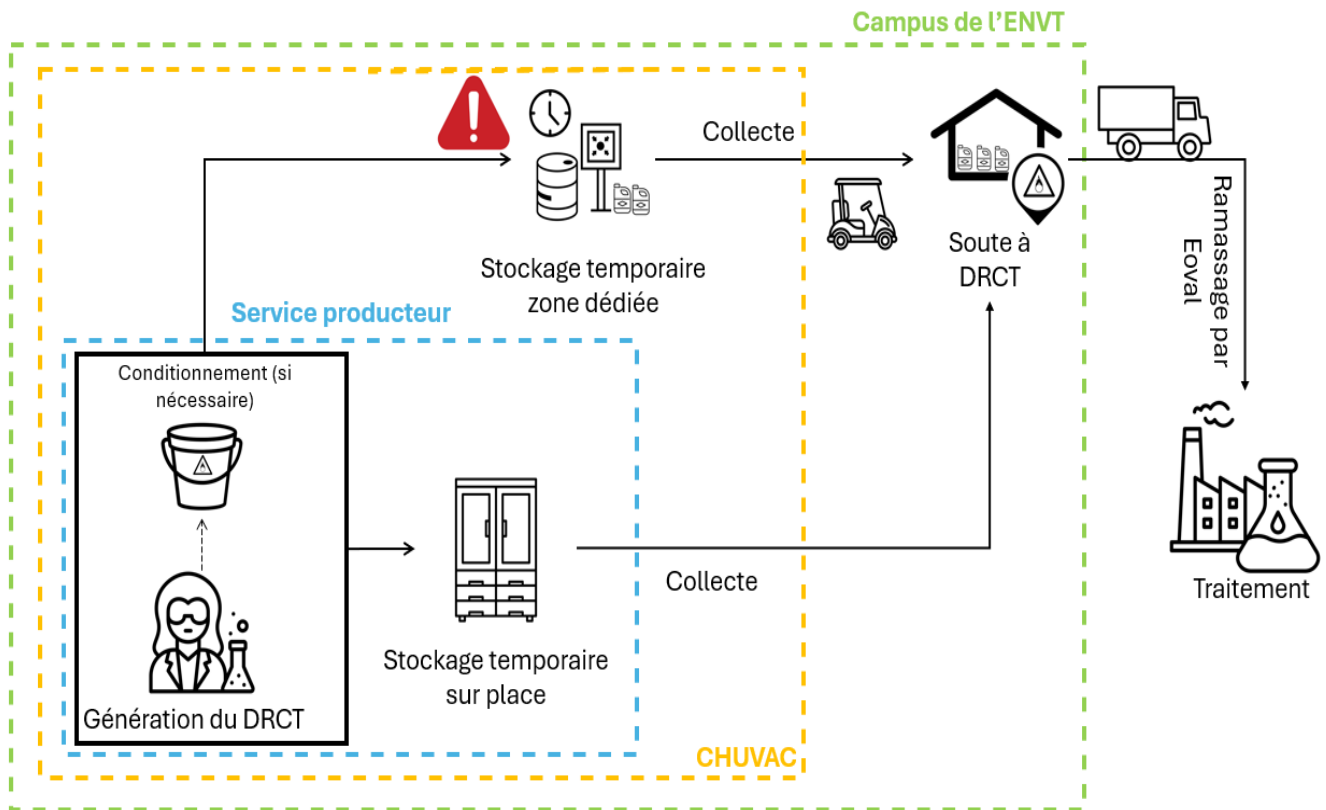 Campus de l’ENVT
Collecte
Stockage temporaire
zone dédiée
Soute à
DRCT
Ramasssage par
Eoval
Service producteur
Conditionnement (si
nécessaire)
Génération du DRCT
Stockage temporaire
sur place
Collecte
Traitement
CHUVAC